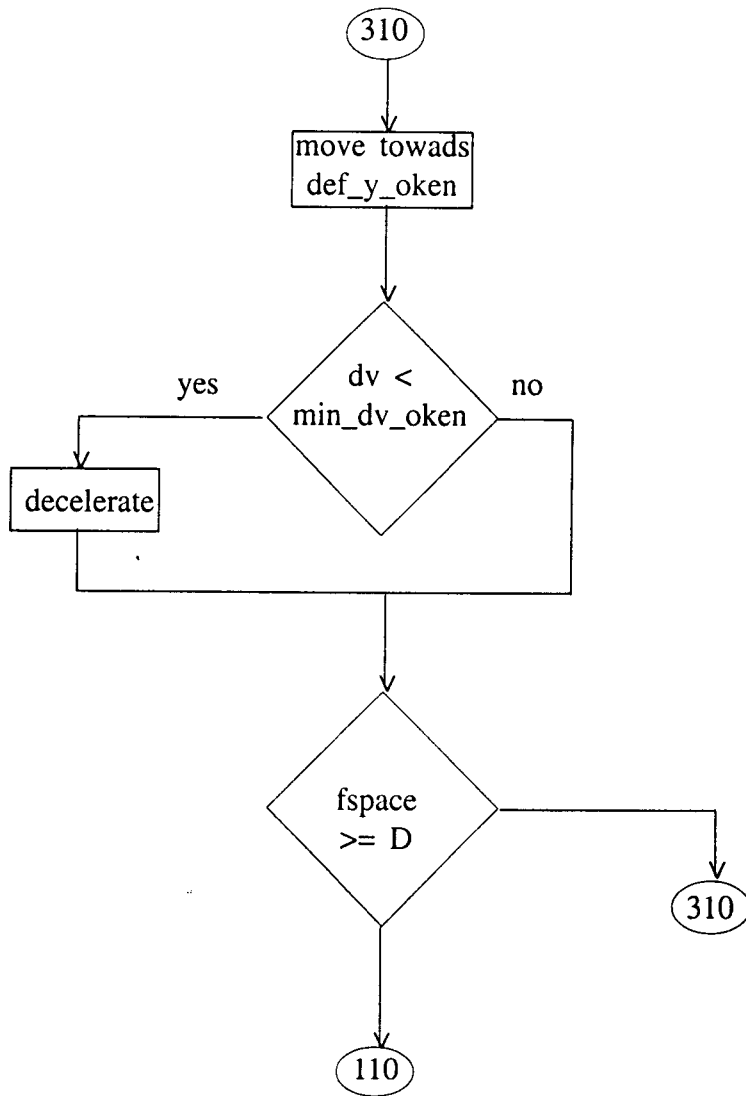 310
move towads
def_y_oken
yes
dv <
no
min_dv_oken
decelerate
fspace
>= D
310
110